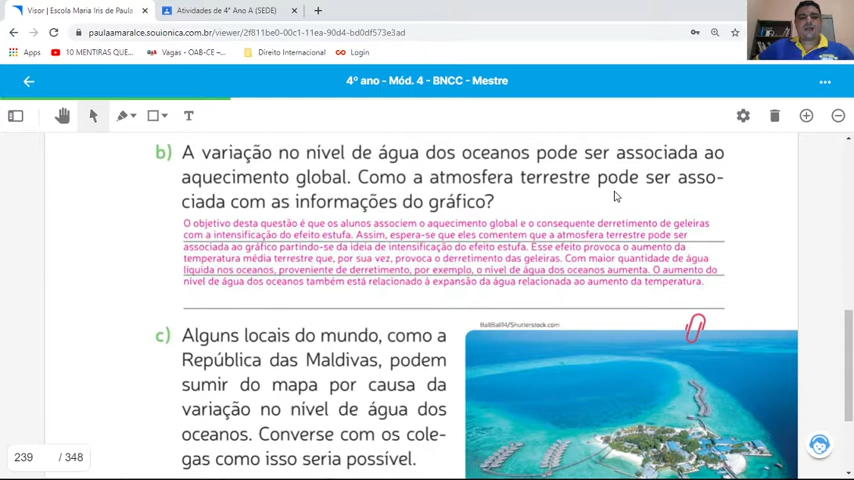 Visor | Escola Maria Iris de Paula
Atividades de 4° Ano A (SEDE)
paulaamaralce.souionica.com.br/viewer/2f811be0-00c1-11ea-90d4-bd0df573e3ad
Apps
10 MENTIRAS QUE...
Vagas - OAB-CE –...
Direito Internacional
Login
4º ano - Mód. 4 - BNCC - Mestre
b) A variação no nível de água dos oceanos pode ser associada ao
aquecimento global. Como a atmosfera terrestre pode ser asso-
ciada com as informações do gráfico?
O objetivo desta questão é que os alunos associem o aquecimento global e o consequente derretimento de geleiras
com a intensificação do efeito estufa. Assim, espera-se que eles comentem que a atmosfera terrestre pode ser
associada ao gráfico partindo-se da ideia de intensificação do efeito estufa. Esse efeito provoca o aumento da
temperatura média terrestre que, por sua vez, provoca o derretimento das geleiras. Com maior quantidade de água
líquida nos oceanos, proveniente de derretimento, por exemplo, o nível de água dos oceanos aumenta. O aumento do
nível de água dos oceanos também está relacionado à expansão da água relacionada ao aumento da temperatura.
BallBall14/Shutterstock.com
c) Alguns locais do mundo, como a
República das Maldivas, podem
sumir do mapa por causa da
variação no nível de água dos
oceanos. Converse com os cole-
gas como isso seria possível.
239 / 348